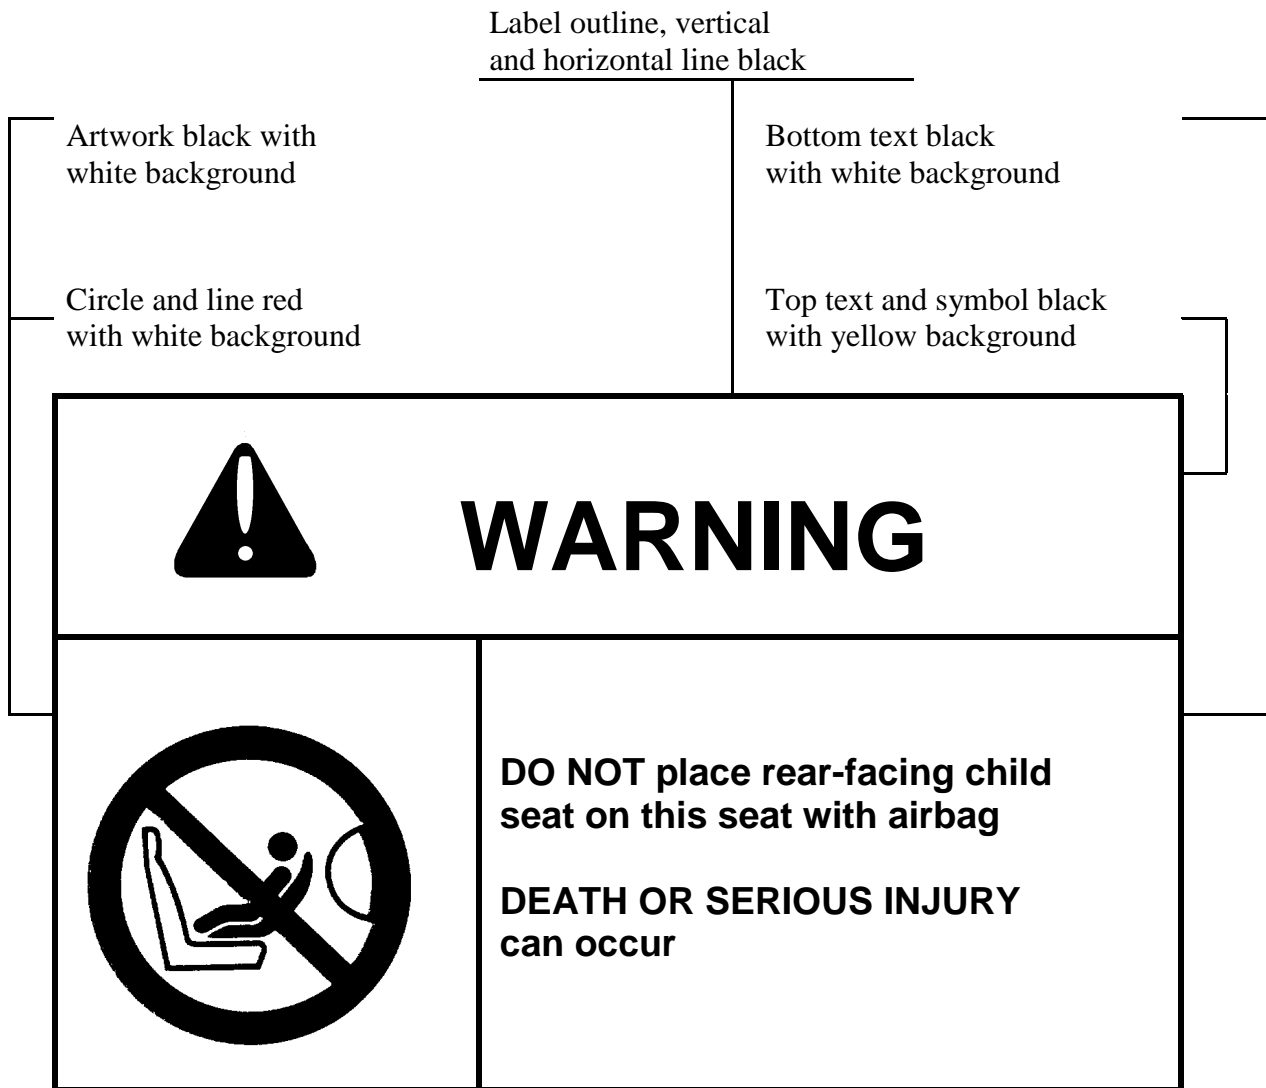 Label outline, vertical
and horizontal line black
Artwork black with
white background
Bottom text black
with white background
Circle and line red
with white background
Top text and symbol black
with yellow background
WARNING
DO NOT place rear-facing child
seat on this seat with airbag
DEATH OR SERIOUS INJURY
can occur